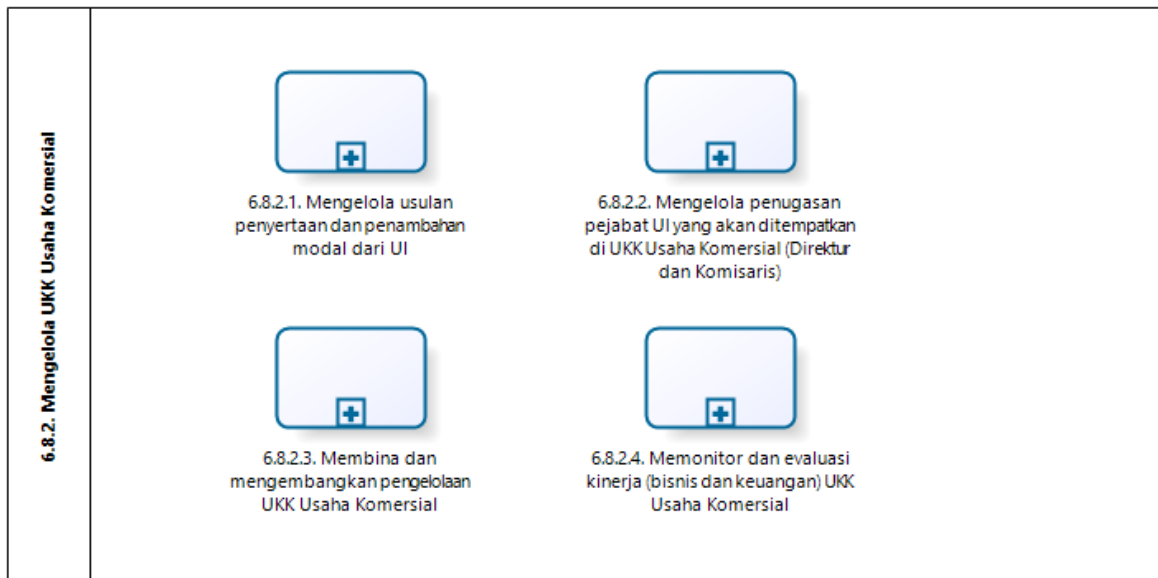 6.8.2. Mengelola UKK Usaha Komersial
6.8.2.1. Mengelola usulan
penyertaan dan penambahan
modal dari UI
6.8.2.2. Mengelola penugasan
pejabat UI yang akan ditempatkan
di UKK Usaha Komersial (Direktur
dan Komisaris)
6.8.2.3. Membina dan
mengembangkan pengelolaan
UKK Usaha Komersial
6.8.2.4. Memonitor dan evaluasi
kinerja (bisnis dan keuangan) UKK
Usaha Komersial